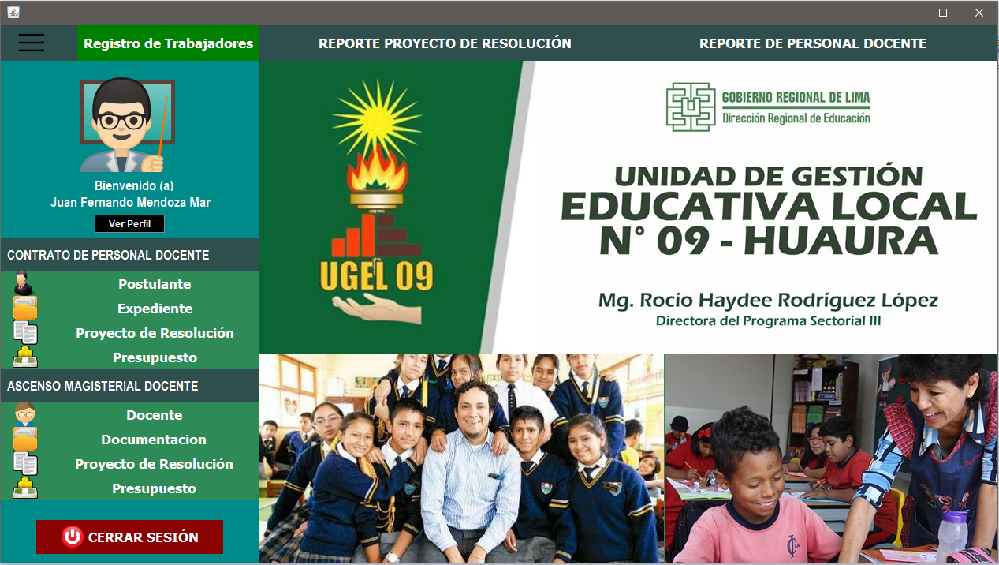 Registro de Trabajadores
REPORTE PROYECTO DE RESOLUCIÓN
REPORTE DE PERSONAL DOCENTE
Bienvenido (a)
Juan Fernando Mendoza Mar
Ver Perfil
CONTRATO DE PERSONAL DOCENTE
Postulante
Expediente
Proyecto de Resolución
Presupuesto
ASCENSO MAGISTERIAL DOCENTE
Docente
Documentacion
Proyecto de Resolución
Presupuesto
CERRAR SESIÓN
UGEL 09
GOBIERNO REGIONAL DE LIMA
Dirección Regional de Educación
UNIDAD DE GESTIÓN
EDUCATIVA LOCAL
N° 09 - HUAURA
Mg. Rocío Haydee Rodríguez López
Directora del Programa Sectorial III